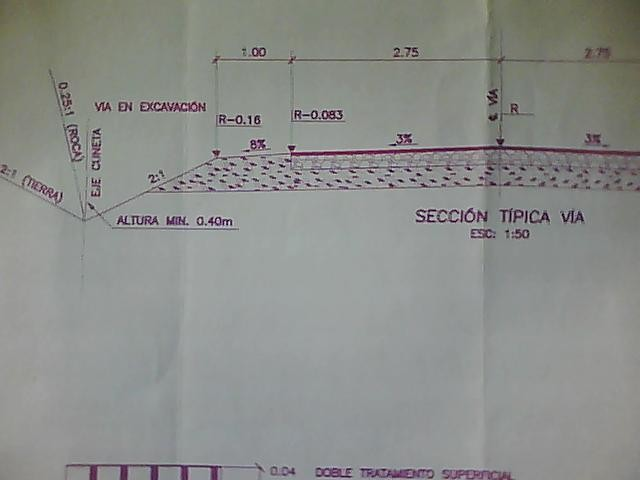 1.00 2.75 2.75
0.25:1 (ROCA)
VIA EN EXCAVACIÓN
EJE CUNETA
2:1 (TIERRA)
R-0.16
R-0.083
℄ VÍA
R
8%
3%
3%
2:1
ALTURA MIN. 0.40m
SECCIÓN TÍPICA VÍA
ESC: 1:50
0.04 DOBLE TRATAMIENTO SUPERFICIAL